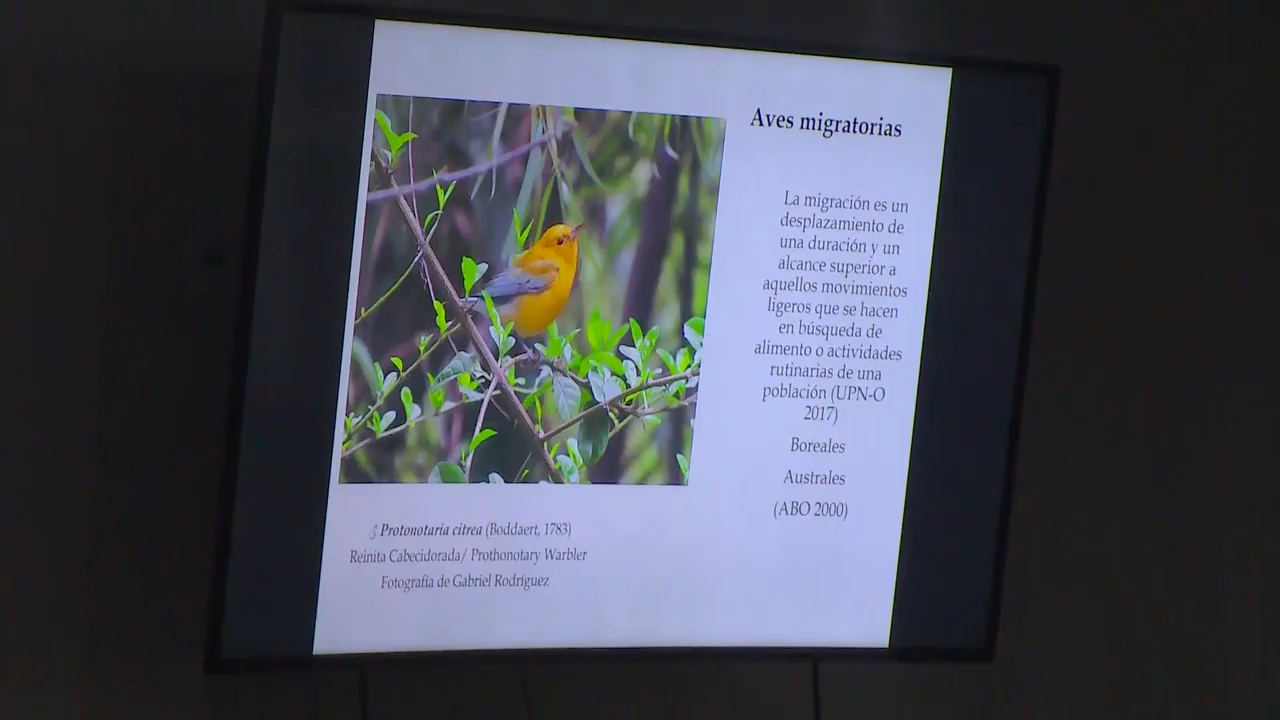 Aves migratorias
La migración es un
desplazamiento de
una duración y un
alcance superior a
aquellos movimientos
ligeros que se hacen
en búsqueda de
alimento o actividades
rutinarias de una
población (UPN-O
2017)
Boreales
Australes
(ABO 2000)
♂ Protonotaria citrea (Boddaert, 1783)
Reinita Cabecidorada/ Prothonotary Warbler
Fotografía de Gabriel Rodríguez